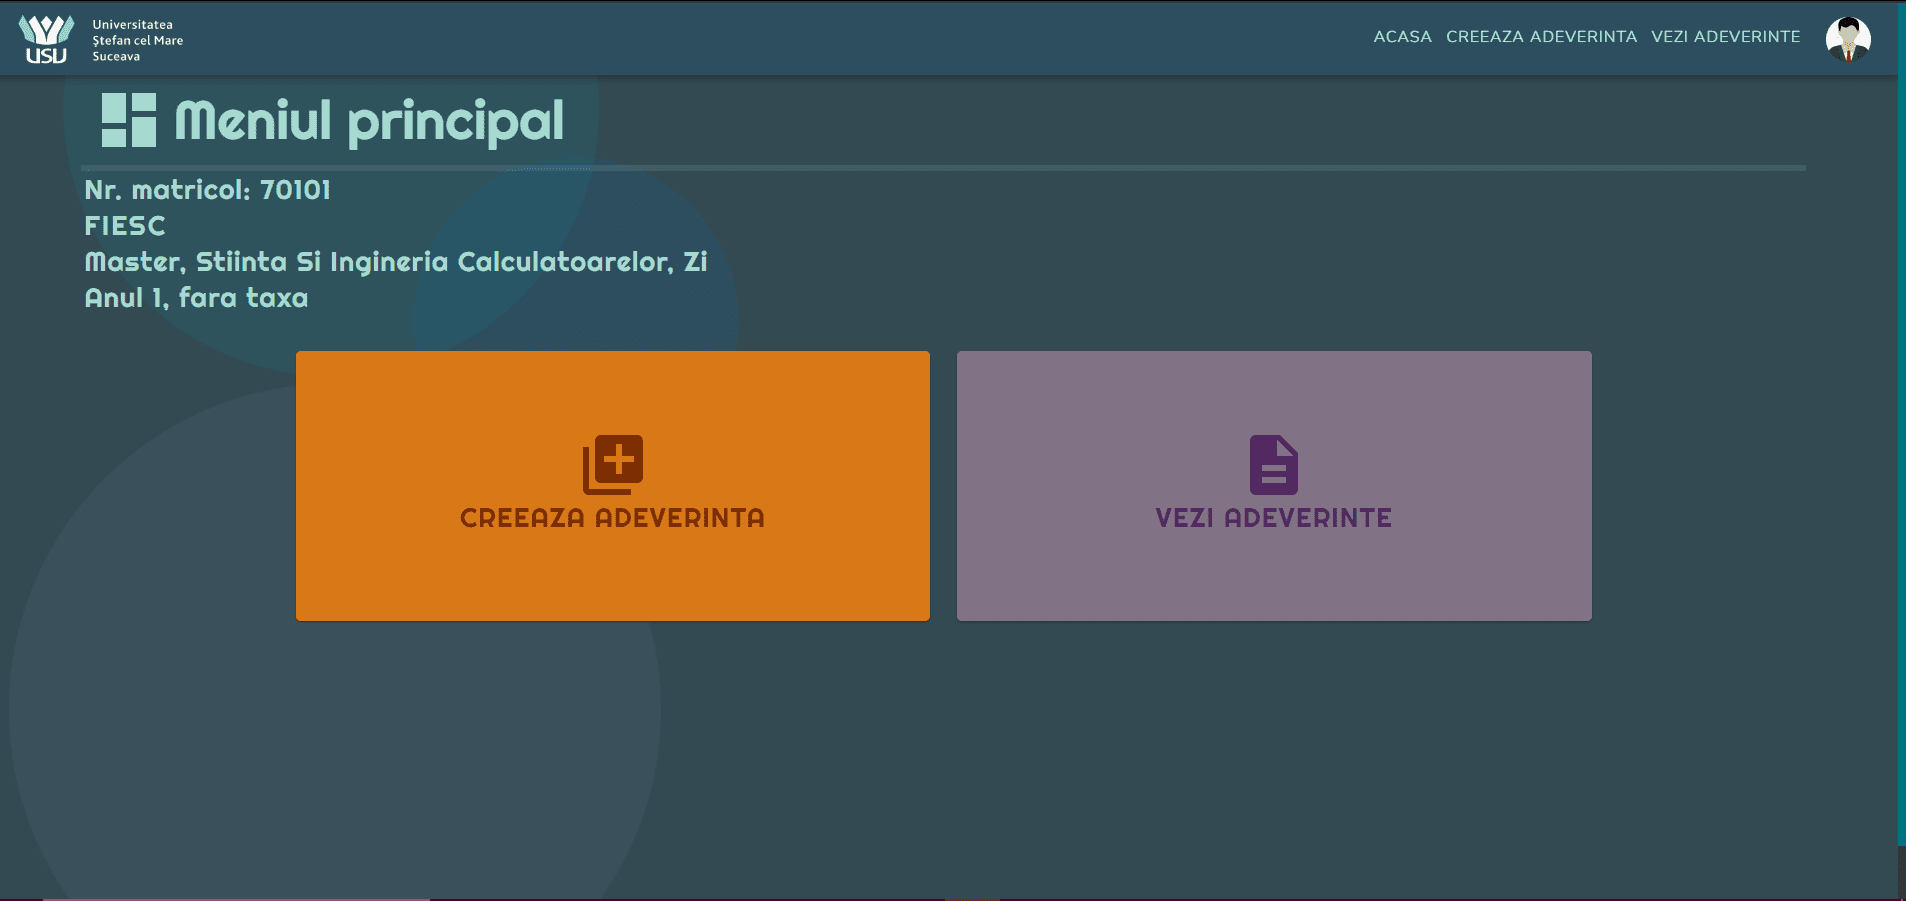 USU
Universitatea
Ștefan cel Mare
Suceava
ACASA CREEAZA ADEVERINTA VEZI ADEVERINTE
Meniul principal
Nr. matricol: 70101
FIESC
Master, Stiinta Si Ingineria Calculatoarelor, Zi
Anul 1, fara taxa
CREEAZA ADEVERINTA
VEZI ADEVERINTE